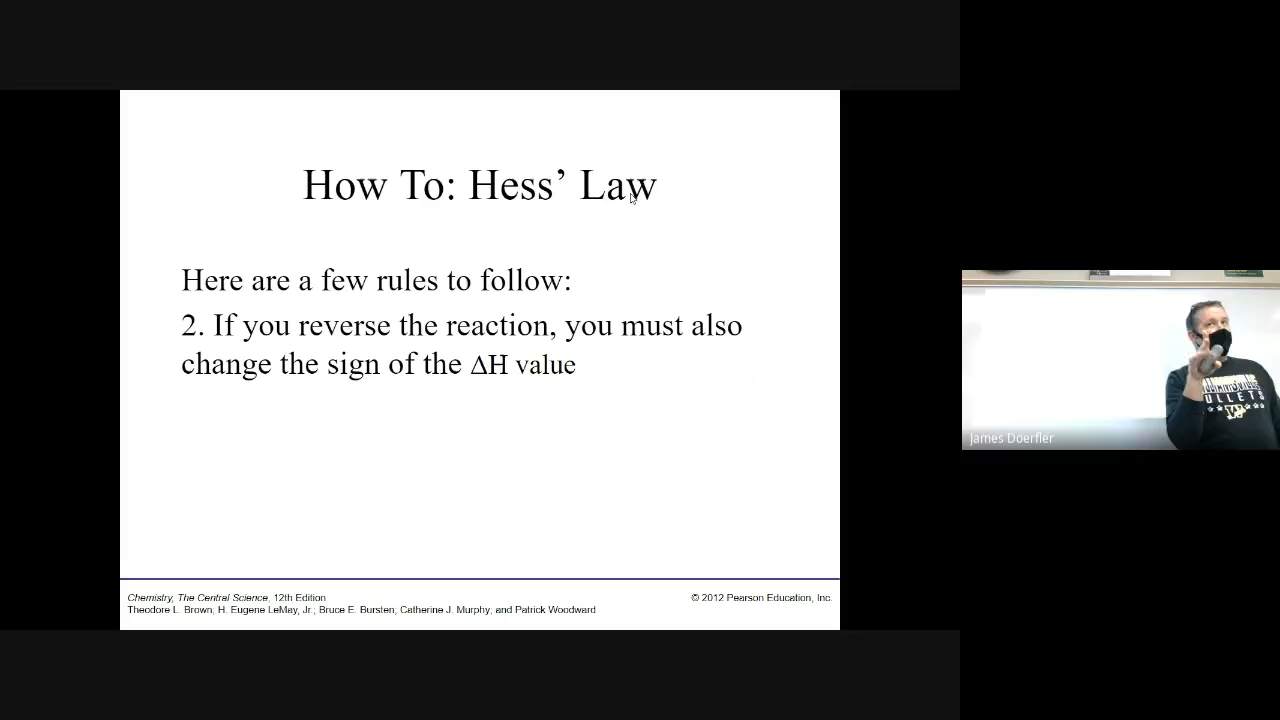 How To: Hess’ Law
Here are a few rules to follow:
2. If you reverse the reaction, you must also
change the sign of the ΔH value
Chemistry, The Central Science, 12th Edition
Theodore L. Brown; H. Eugene LeMay, Jr.; Bruce E. Bursten; Catherine J. Murphy; and Patrick Woodward
© 2012 Pearson Education, Inc.
James Doerfler